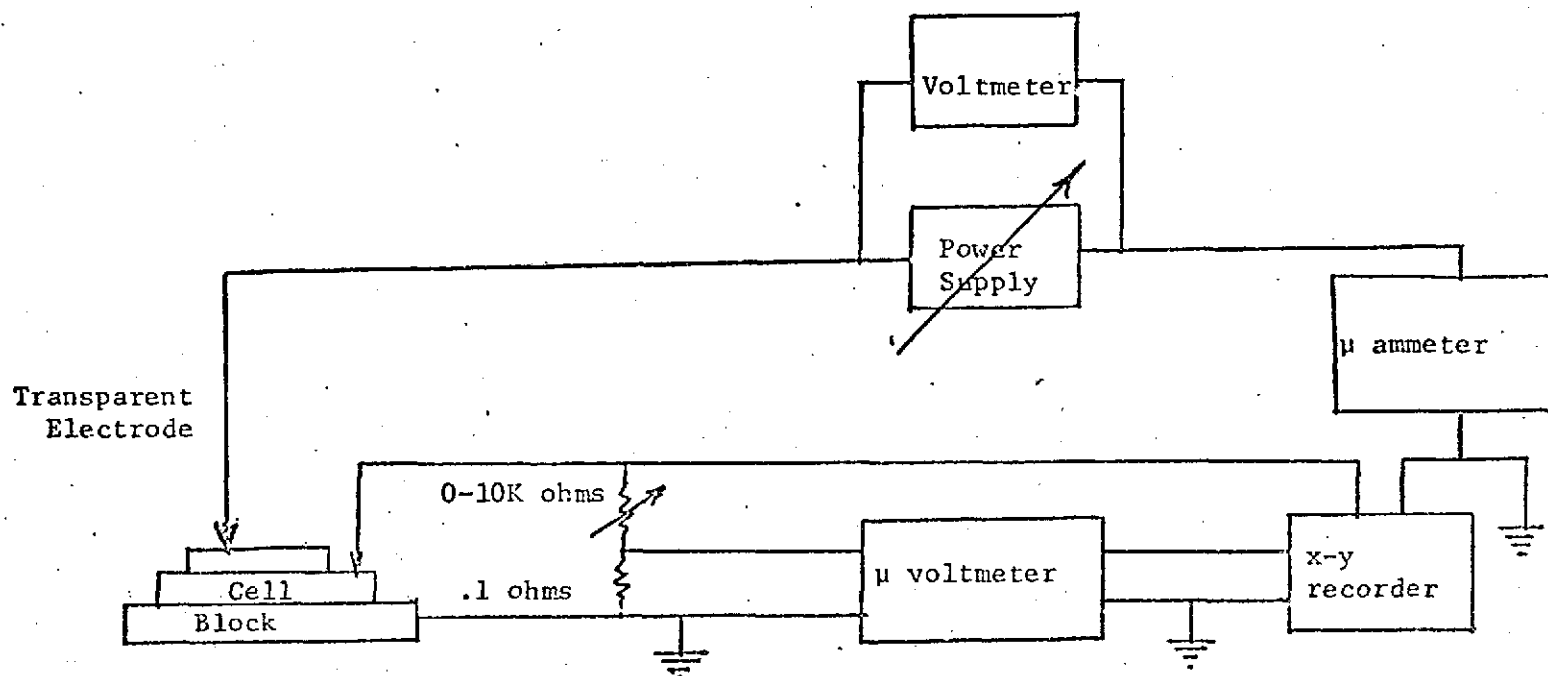 Voltmeter
Power
Supply
µ ammeter
Transparent
Electrode
0-10K ohms
µ voltmeter
x-y
recorder
Cell
.1 ohms
Block